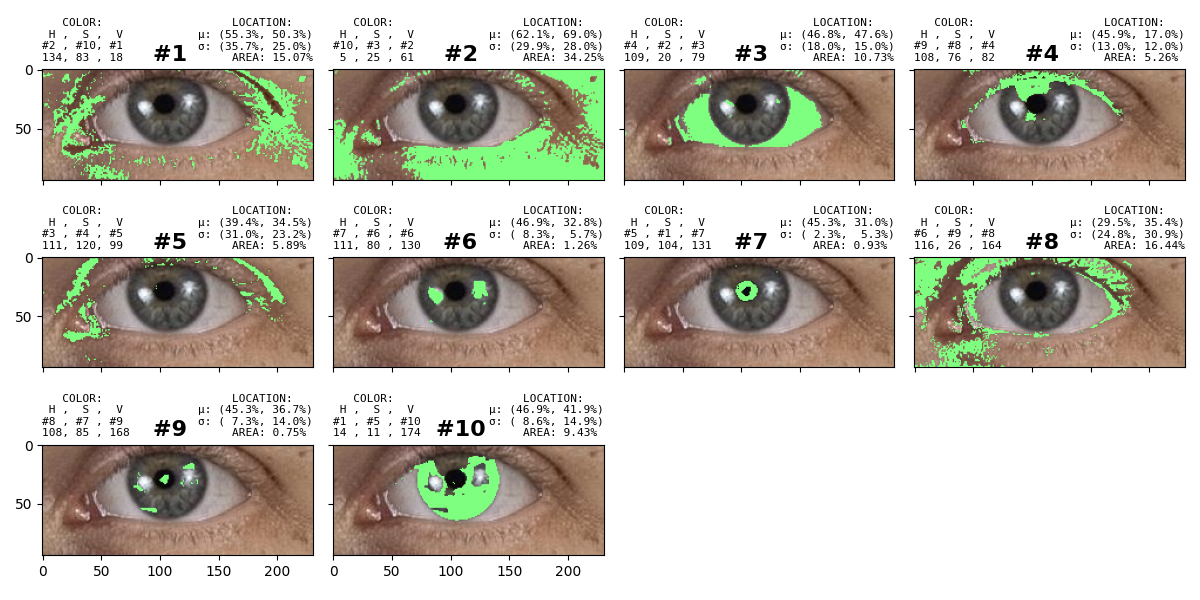 COLOR: LOCATION:
H , S , V μ: (55.3%, 50.3%)
#2 , #10, #1 σ: (35.7%, 25.0%)
134, 83 , 18 #1 AREA: 15.07%
COLOR: LOCATION:
H , S , V μ: (62.1%, 69.0%)
#10, #3 , #2 σ: (29.9%, 28.0%)
5 , 25 , 61 #2 AREA: 34.25%
COLOR: LOCATION:
H , S , V μ: (46.8%, 47.6%)
#4 , #2 , #3 σ: (18.0%, 15.0%)
109, 20 , 79 #3 AREA: 10.73%
COLOR: LOCATION:
H , S , V μ: (45.9%, 17.0%)
#9 , #8 , #4 σ: (13.0%, 12.0%)
108, 76 , 82 #4 AREA: 5.26%
0
50
COLOR: LOCATION:
H , S , V μ: (39.4%, 34.5%)
#3 , #4 , #5 σ: (31.0%, 23.2%)
111, 120, 99 #5 AREA: 5.89%
COLOR: LOCATION:
H , S , V μ: (46.9%, 32.8%)
#7 , #6 , #6 σ: ( 8.3%, 5.7%)
111, 80 , 130 #6 AREA: 1.26%
COLOR: LOCATION:
H , S , V μ: (45.3%, 31.0%)
#5 , #1 , #7 σ: ( 2.3%, 5.3%)
109, 104, 131 #7 AREA: 0.93%
COLOR: LOCATION:
H , S , V μ: (29.5%, 35.4%)
#6 , #9 , #8 σ: (24.8%, 30.9%)
116, 26 , 164 #8 AREA: 16.44%
0
50
COLOR: LOCATION:
H , S , V μ: (45.3%, 36.7%)
#8 , #7 , #9 σ: ( 7.3%, 14.0%)
108, 85 , 168 #9 AREA: 0.75%
COLOR: LOCATION:
H , S , V μ: (46.9%, 41.9%)
#1 , #5 , #10 σ: ( 8.6%, 14.9%)
14 , 11 , 174 #10 AREA: 9.43%
0
50
0 50 100 150 200
0 50 100 150 200